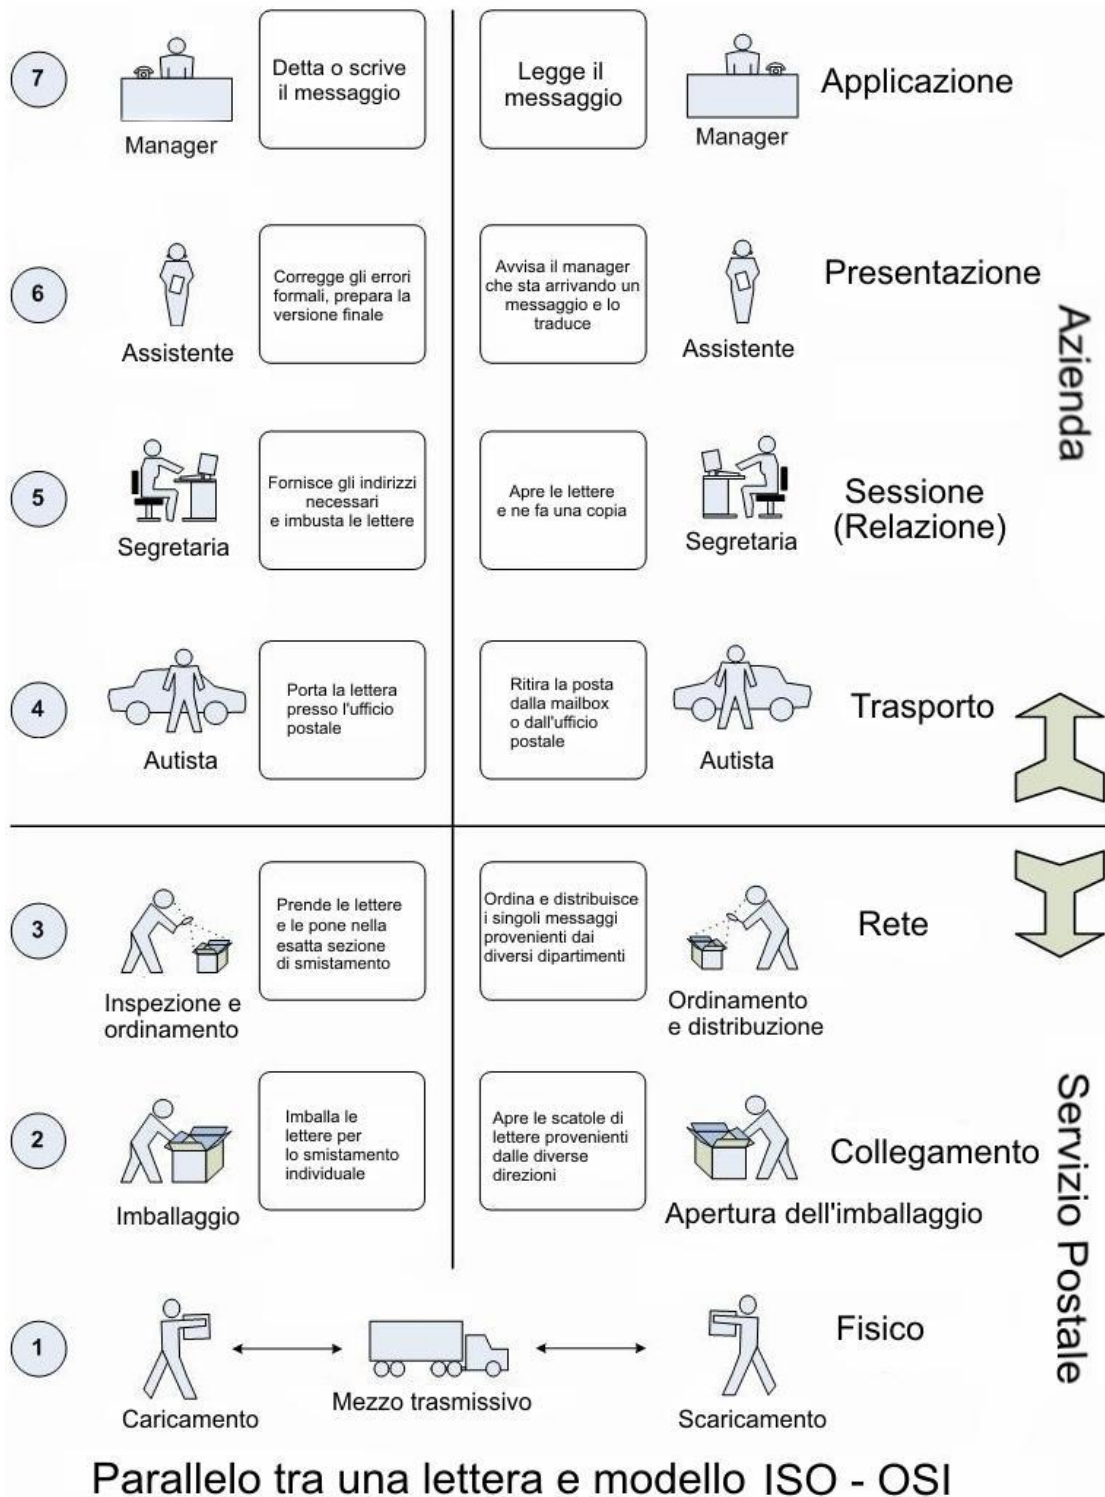 7
Manager
Detta o scrive
il messaggio
Legge il
messaggio
Manager
Applicazione
6
Assistente
Corregge gli errori
formali, prepara la
versione finale
Avvisa il manager
che sta arrivando un
messaggio e lo
traduce
Assistente
Presentazione
Azienda
5
Segretaria
Fornisce gli indirizzi
necessari
e imbusta le lettere
Apre le lettere
e ne fa una copia
Segretaria
Sessione
(Relazione)
4
Autista
Porta la lettera
presso l'ufficio
postale
Ritira la posta
dalla mailbox
o dall'ufficio
postale
Autista
Trasporto
3
Inspezione e
ordinamento
Prende le lettere
e le pone nella
esatta sezione
di smistamento
Ordina e distribuisce
i singoli messaggi
provenienti dai
diversi dipartimenti
Ordinamento
e distribuzione
Rete
2
Imballaggio
Imballa le
lettere per
lo smistamento
individuale
Apre le scatole di
lettere provenienti
dalle diverse
direzioni
Collegamento
Apertura dell'imballaggio
Servizio Postale
1
Caricamento
Mezzo trasmissivo
Scaricamento
Fisico
Parallelo tra una lettera e modello ISO - OSI